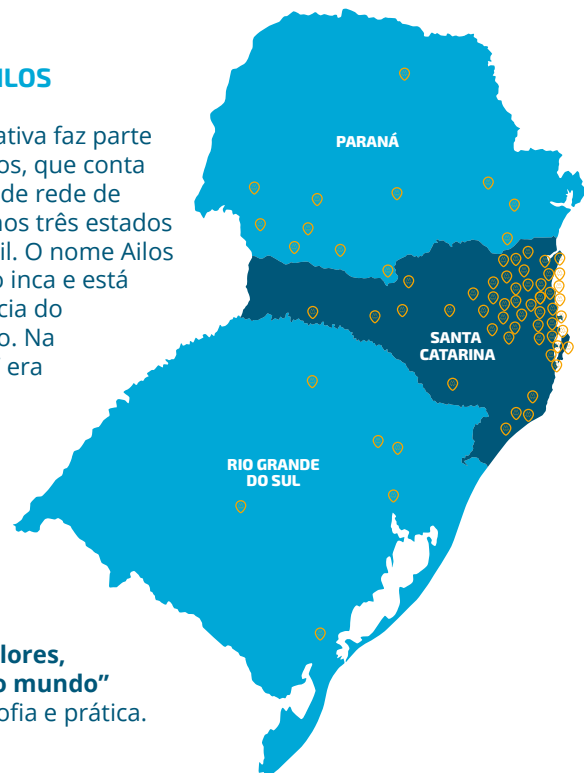 ILOS
ativa faz parte
os, que conta
de rede de
nos três estados
il. O nome Ailos
o inca e está
cia do
o. Na
era
lores,
o mundo”
ofia e prática.
PARANÁ
SANTA
CATARINA
RIO GRANDE
DO SUL